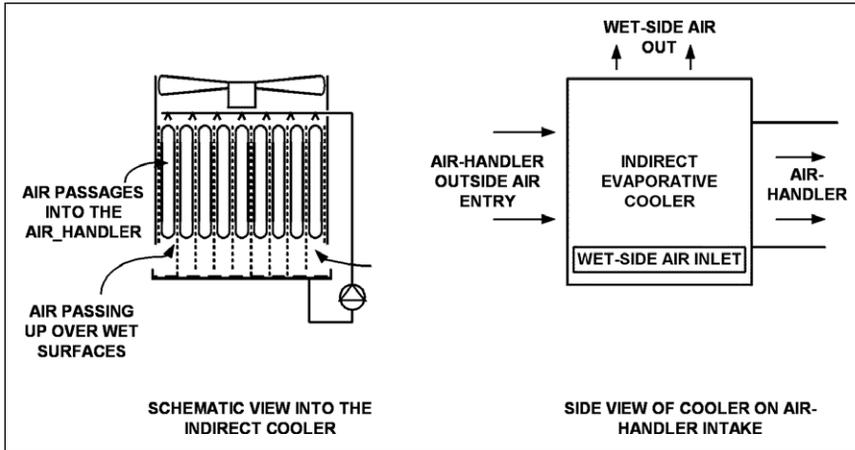 AIR PASSAGES
INTO THE
AIR_HANDLER
AIR PASSING
UP OVER WET
SURFACES
SCHEMATIC VIEW INTO THE
INDIRECT COOLER
WET-SIDE AIR
OUT
AIR-HANDLER
OUTSIDE AIR
ENTRY
INDIRECT
EVAPORATIVE
COOLER
AIR-
HANDLER
WET-SIDE AIR INLET
SIDE VIEW OF COOLER ON AIR-
HANDLER INTAKE